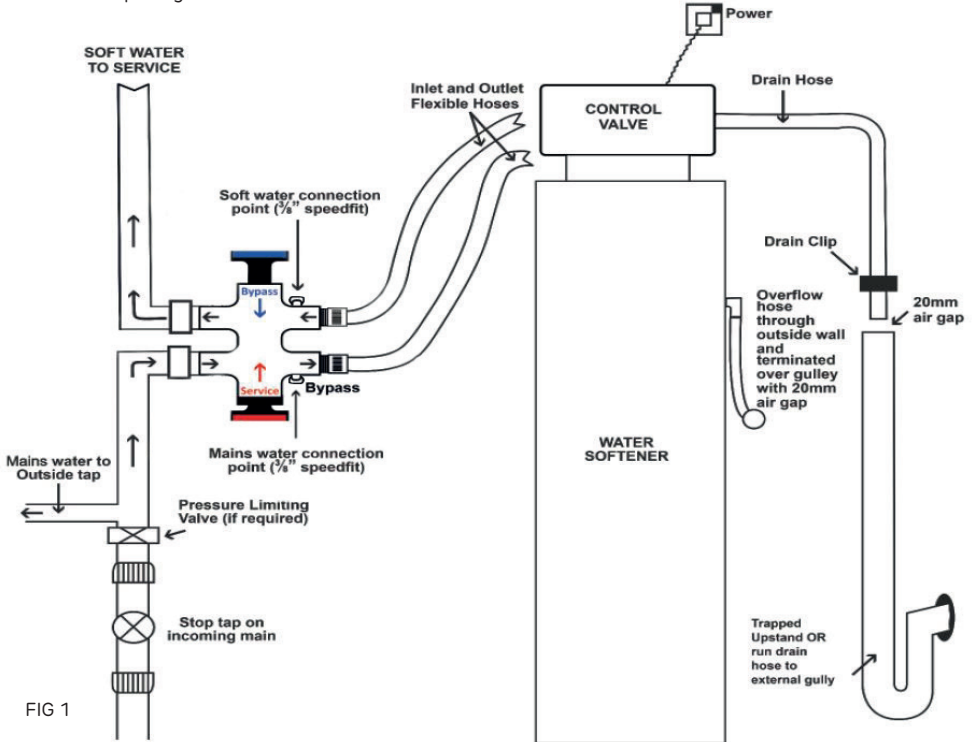 Power
SOFT WATER
TO SERVICE
Inlet and Outlet
Flexible Hoses
CONTROL
VALVE
Drain Hose
Soft water connection
point (⅜” speedfit)
Drain Clip
Bypass
Overflow
hose
through
outside wall
and
terminated
over gulley
with 20mm
air gap
20mm
air gap
Service
Bypass
WATER
SOFTENER
Mains water to
Outside tap
Mains water connection
point (⅜” speedfit)
Pressure Limiting
Valve (if required)
Stop tap on
incoming main
Trapped
Upstand OR
run drain
hose to
external gully
FIG 1